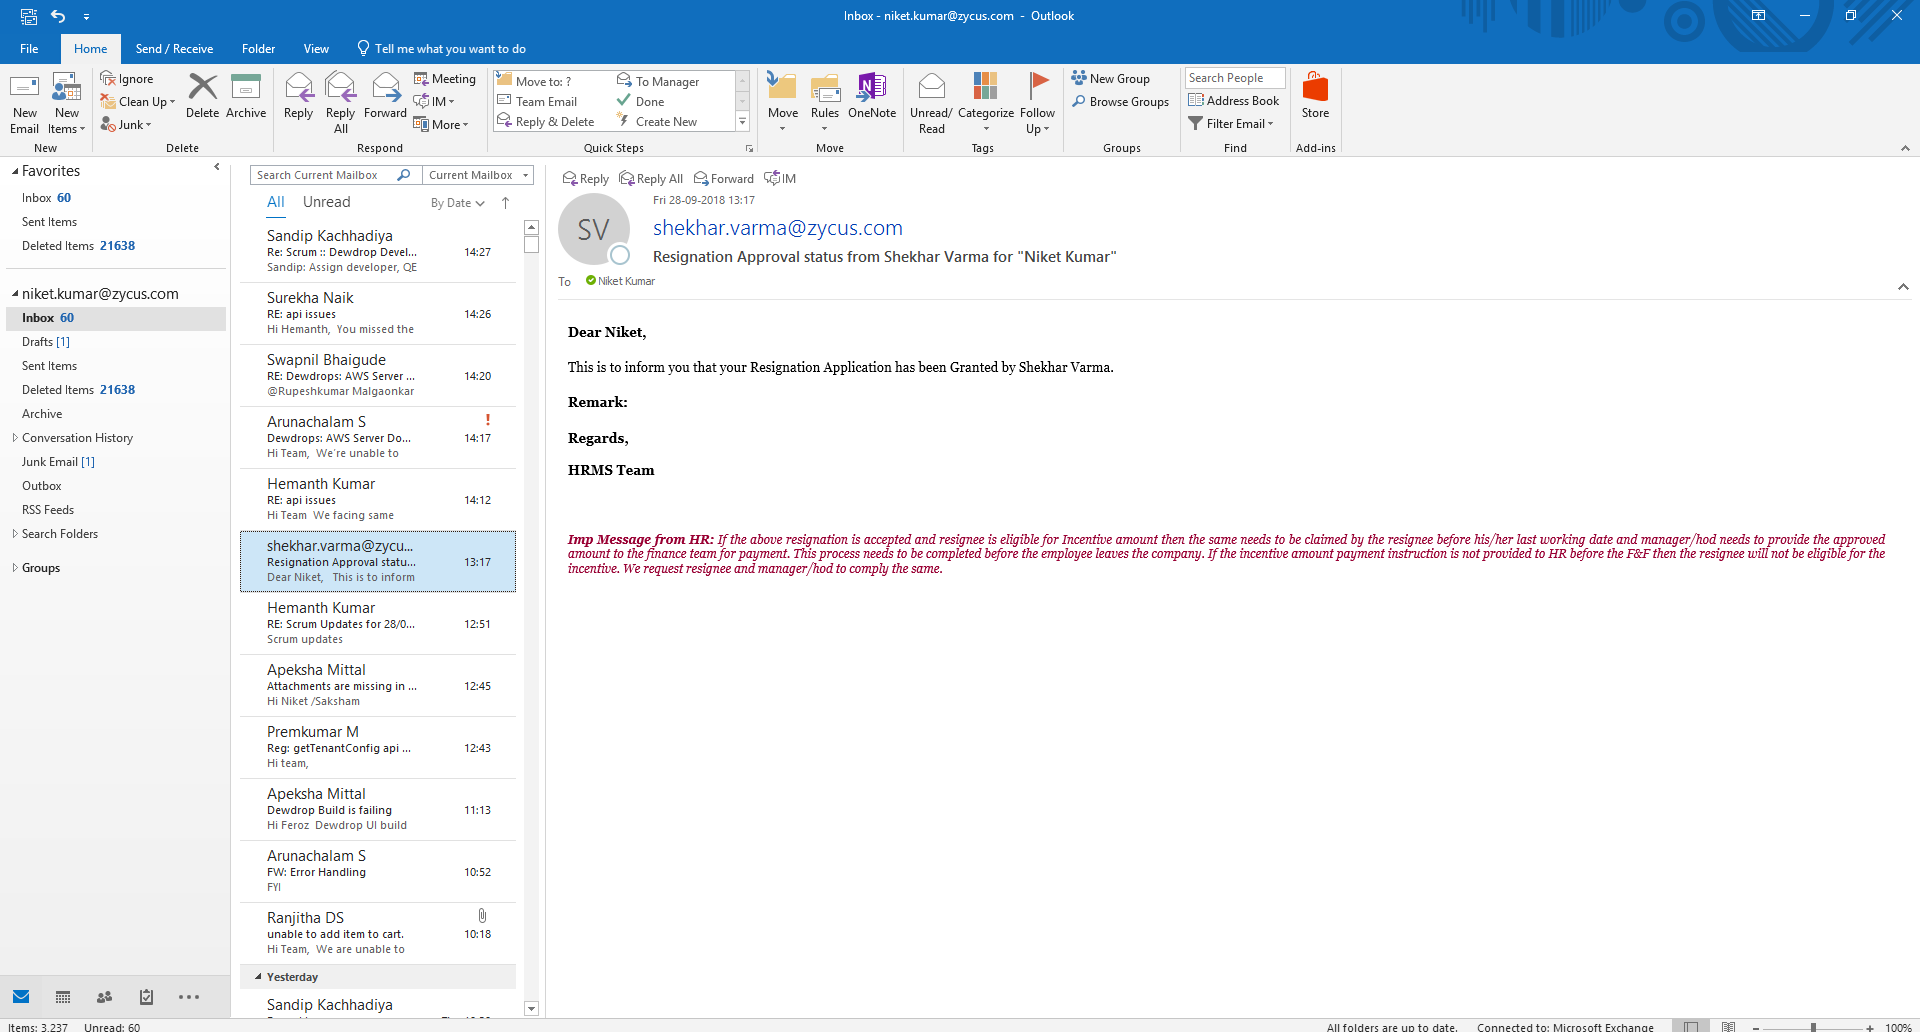 Inbox - niket.kumar@zycus.com - Outlook
File Home Send / Receive Folder View Tell me what you want to do
New Email
New Items
New
Ignore
Clean Up
Junk
Delete
Archive
Delete
Reply
Reply All
Forward
Meeting
IM
More
Respond
Move to: ?
Team Email
Reply & Delete
To Manager
Done
Create New
Quick Steps
Move
Rules
OneNote
Move
Unread/ Read
Categorize
Follow Up
Tags
New Group
Browse Groups
Groups
Search People
Address Book
Filter Email
Find
Store
Add-ins
Favorites
Inbox 60
Sent Items
Deleted Items 21638
niket.kumar@zycus.com
Inbox 60
Drafts [1]
Sent Items
Deleted Items 21638
Archive
Conversation History
Junk Email [1]
Outbox
RSS Feeds
Search Folders
Groups
Search Current Mailbox Current Mailbox
All Unread By Date
Sandip Kachhadiya
Re: Scrum :: Dewdrop Devel... 14:27
Sandip: Assign developer, QE
Surekha Naik
RE: api issues 14:26
Hi Hemanth, You missed the
Swapnil Bhaigude
RE: Dewdrops: AWS Server ... 14:20
@Rupeshkumar Malgaonkar
Arunachalam S
Dewdrops: AWS Server Do... 14:17
Hi Team, We're unable to
Hemanth Kumar
RE: api issues 14:12
Hi Team We facing same
shekhar.varma@zycu...
Resignation Approval statu... 13:17
Dear Niket, This is to inform
Hemanth Kumar
RE: Scrum Updates for 28/0... 12:51
Scrum updates
Apeksha Mittal
Attachments are missing in ... 12:45
Hi Niket /Saksham
Premkumar M
Reg: getTenantConfig api ... 12:43
Hi team,
Apeksha Mittal
Dewdrop Build is failing 11:13
Hi Feroz Dewdrop UI build
Arunachalam S
FW: Error Handling 10:52
FYI
Ranjitha DS
unable to add item to cart. 10:18
Hi Team, We are unable to
Yesterday
Sandip Kachhadiya
Reply Reply All Forward IM
Fri 28-09-2018 13:17
SV
shekhar.varma@zycus.com
Resignation Approval status from Shekhar Varma for "Niket Kumar"
To Niket Kumar
Dear Niket,
This is to inform you that your Resignation Application has been Granted by Shekhar Varma.
Remark:
Regards,
HRMS Team
Imp Message from HR: If the above resignation is accepted and resignee is eligible for Incentive amount then the same needs to be claimed by the resignee before his/her last working date and manager/hod needs to provide the approved
amount to the finance team for payment. This process needs to be completed before the employee leaves the company. If the incentive amount payment instruction is not provided to HR before the F&F then the resignee will not be eligible for the
incentive. We request resignee and manager/hod to comply the same.
Items: 3,237 Unread: 60 All folders are up to date. Connected to: Microsoft Exchange 100%